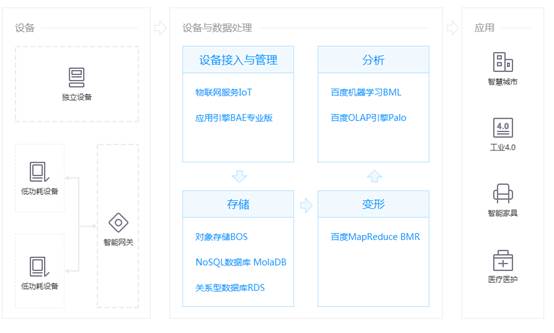 设备
独立设备
低功耗设备
智能网关
低功耗设备
设备与数据处理
设备接入与管理
物联网服务IoT
应用引擎BAE专业版
分析
百度机器学习BML
百度OLAP引擎Palo
存储
对象存储BOS
NoSQL数据库 MolaDB
关系型数据库RDS
变形
百度MapReduce BMR
应用
智慧城市
4.0
工业4.0
智能家具
医疗医护